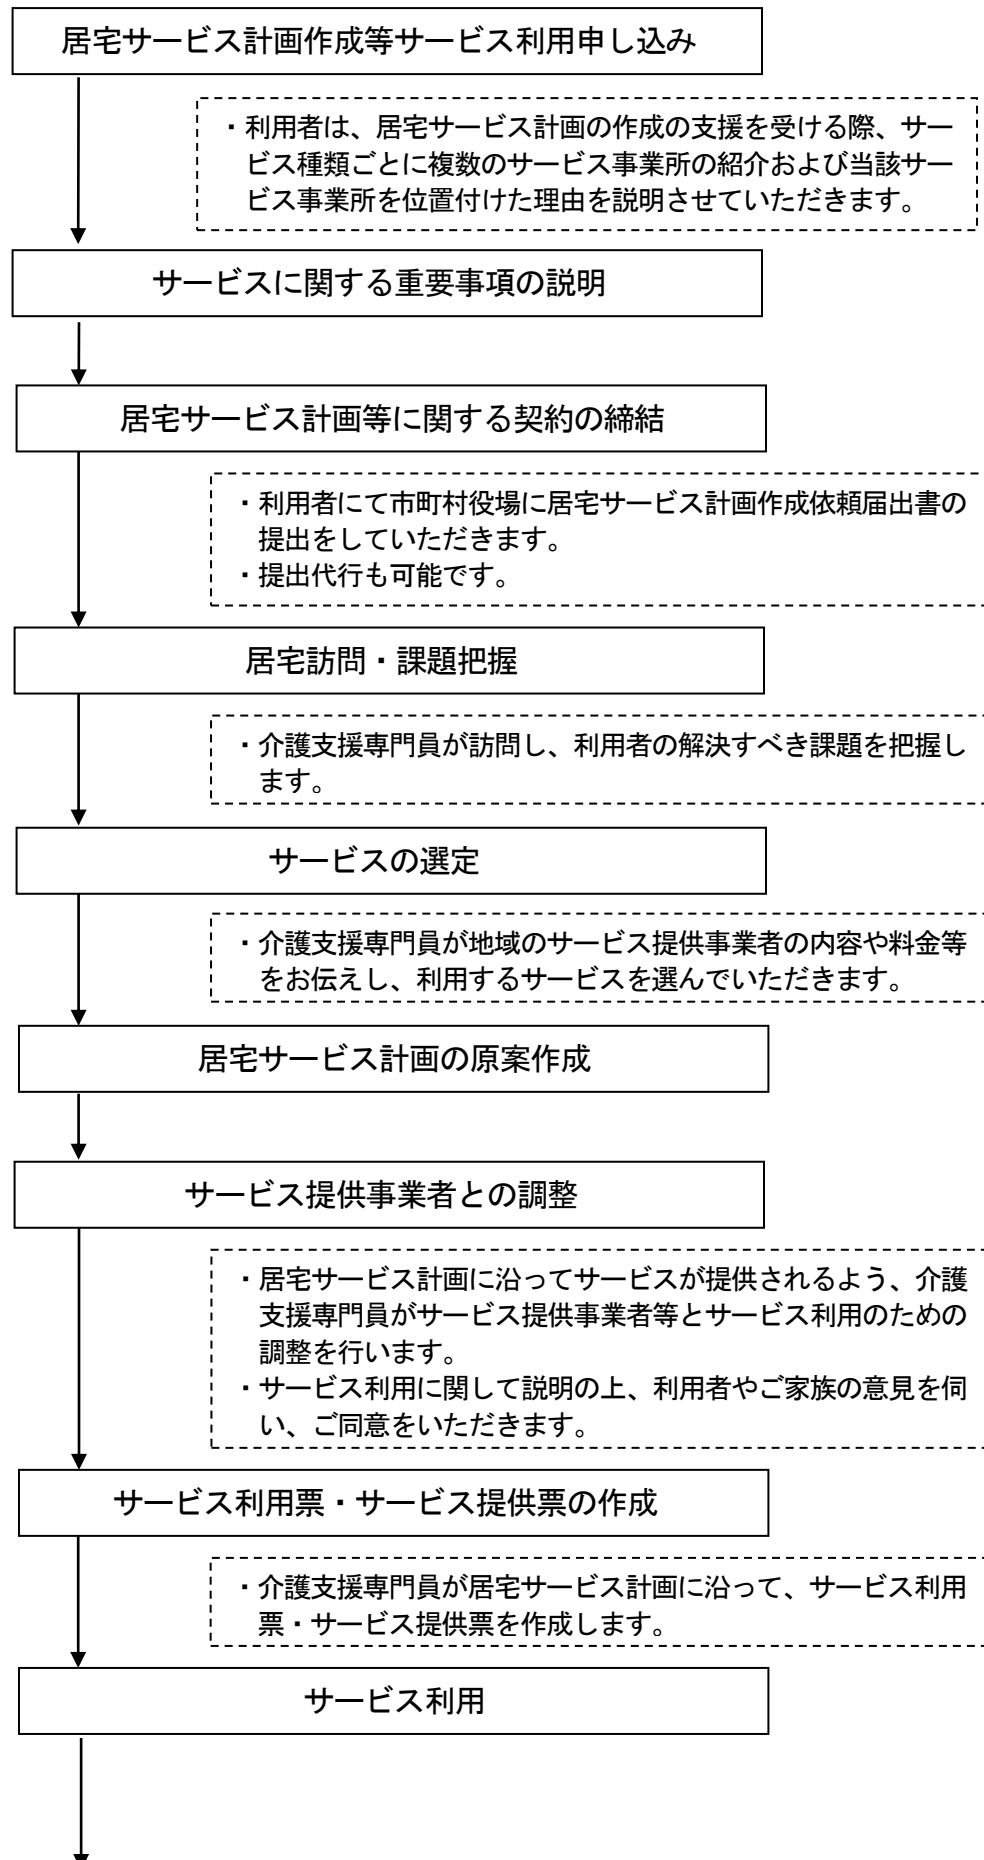 居宅サービス計画作成等サービス利用申し込み
・利用者は、居宅サービス計画の作成の支援を受ける際、サー
ビス種類ごとに複数のサービス事業所の紹介および当該サー
ビス事業所を位置付けた理由を説明させていただきます。
サービスに関する重要事項の説明
居宅サービス計画等に関する契約の締結
・利用者にて市町村役場に居宅サービス計画作成依頼届出書の
提出をしていただきます。
・提出代行も可能です。
居宅訪問・課題把握
・介護支援専門員が訪問し、利用者の解決すべき課題を把握し
ます。
サービスの選定
・介護支援専門員が地域のサービス提供事業者の内容や料金等
をお伝えし、利用するサービスを選んでいただきます。
居宅サービス計画の原案作成
サービス提供事業者との調整
・居宅サービス計画に沿ってサービスが提供されるよう、介護
支援専門員がサービス提供事業者等とサービス利用のための
調整を行います。
・サービス利用に関して説明の上、利用者やご家族の意見を伺
い、ご同意をいただきます。
サービス利用票・サービス提供票の作成
・介護支援専門員が居宅サービス計画に沿って、サービス利用
票・サービス提供票を作成します。
サービス利用